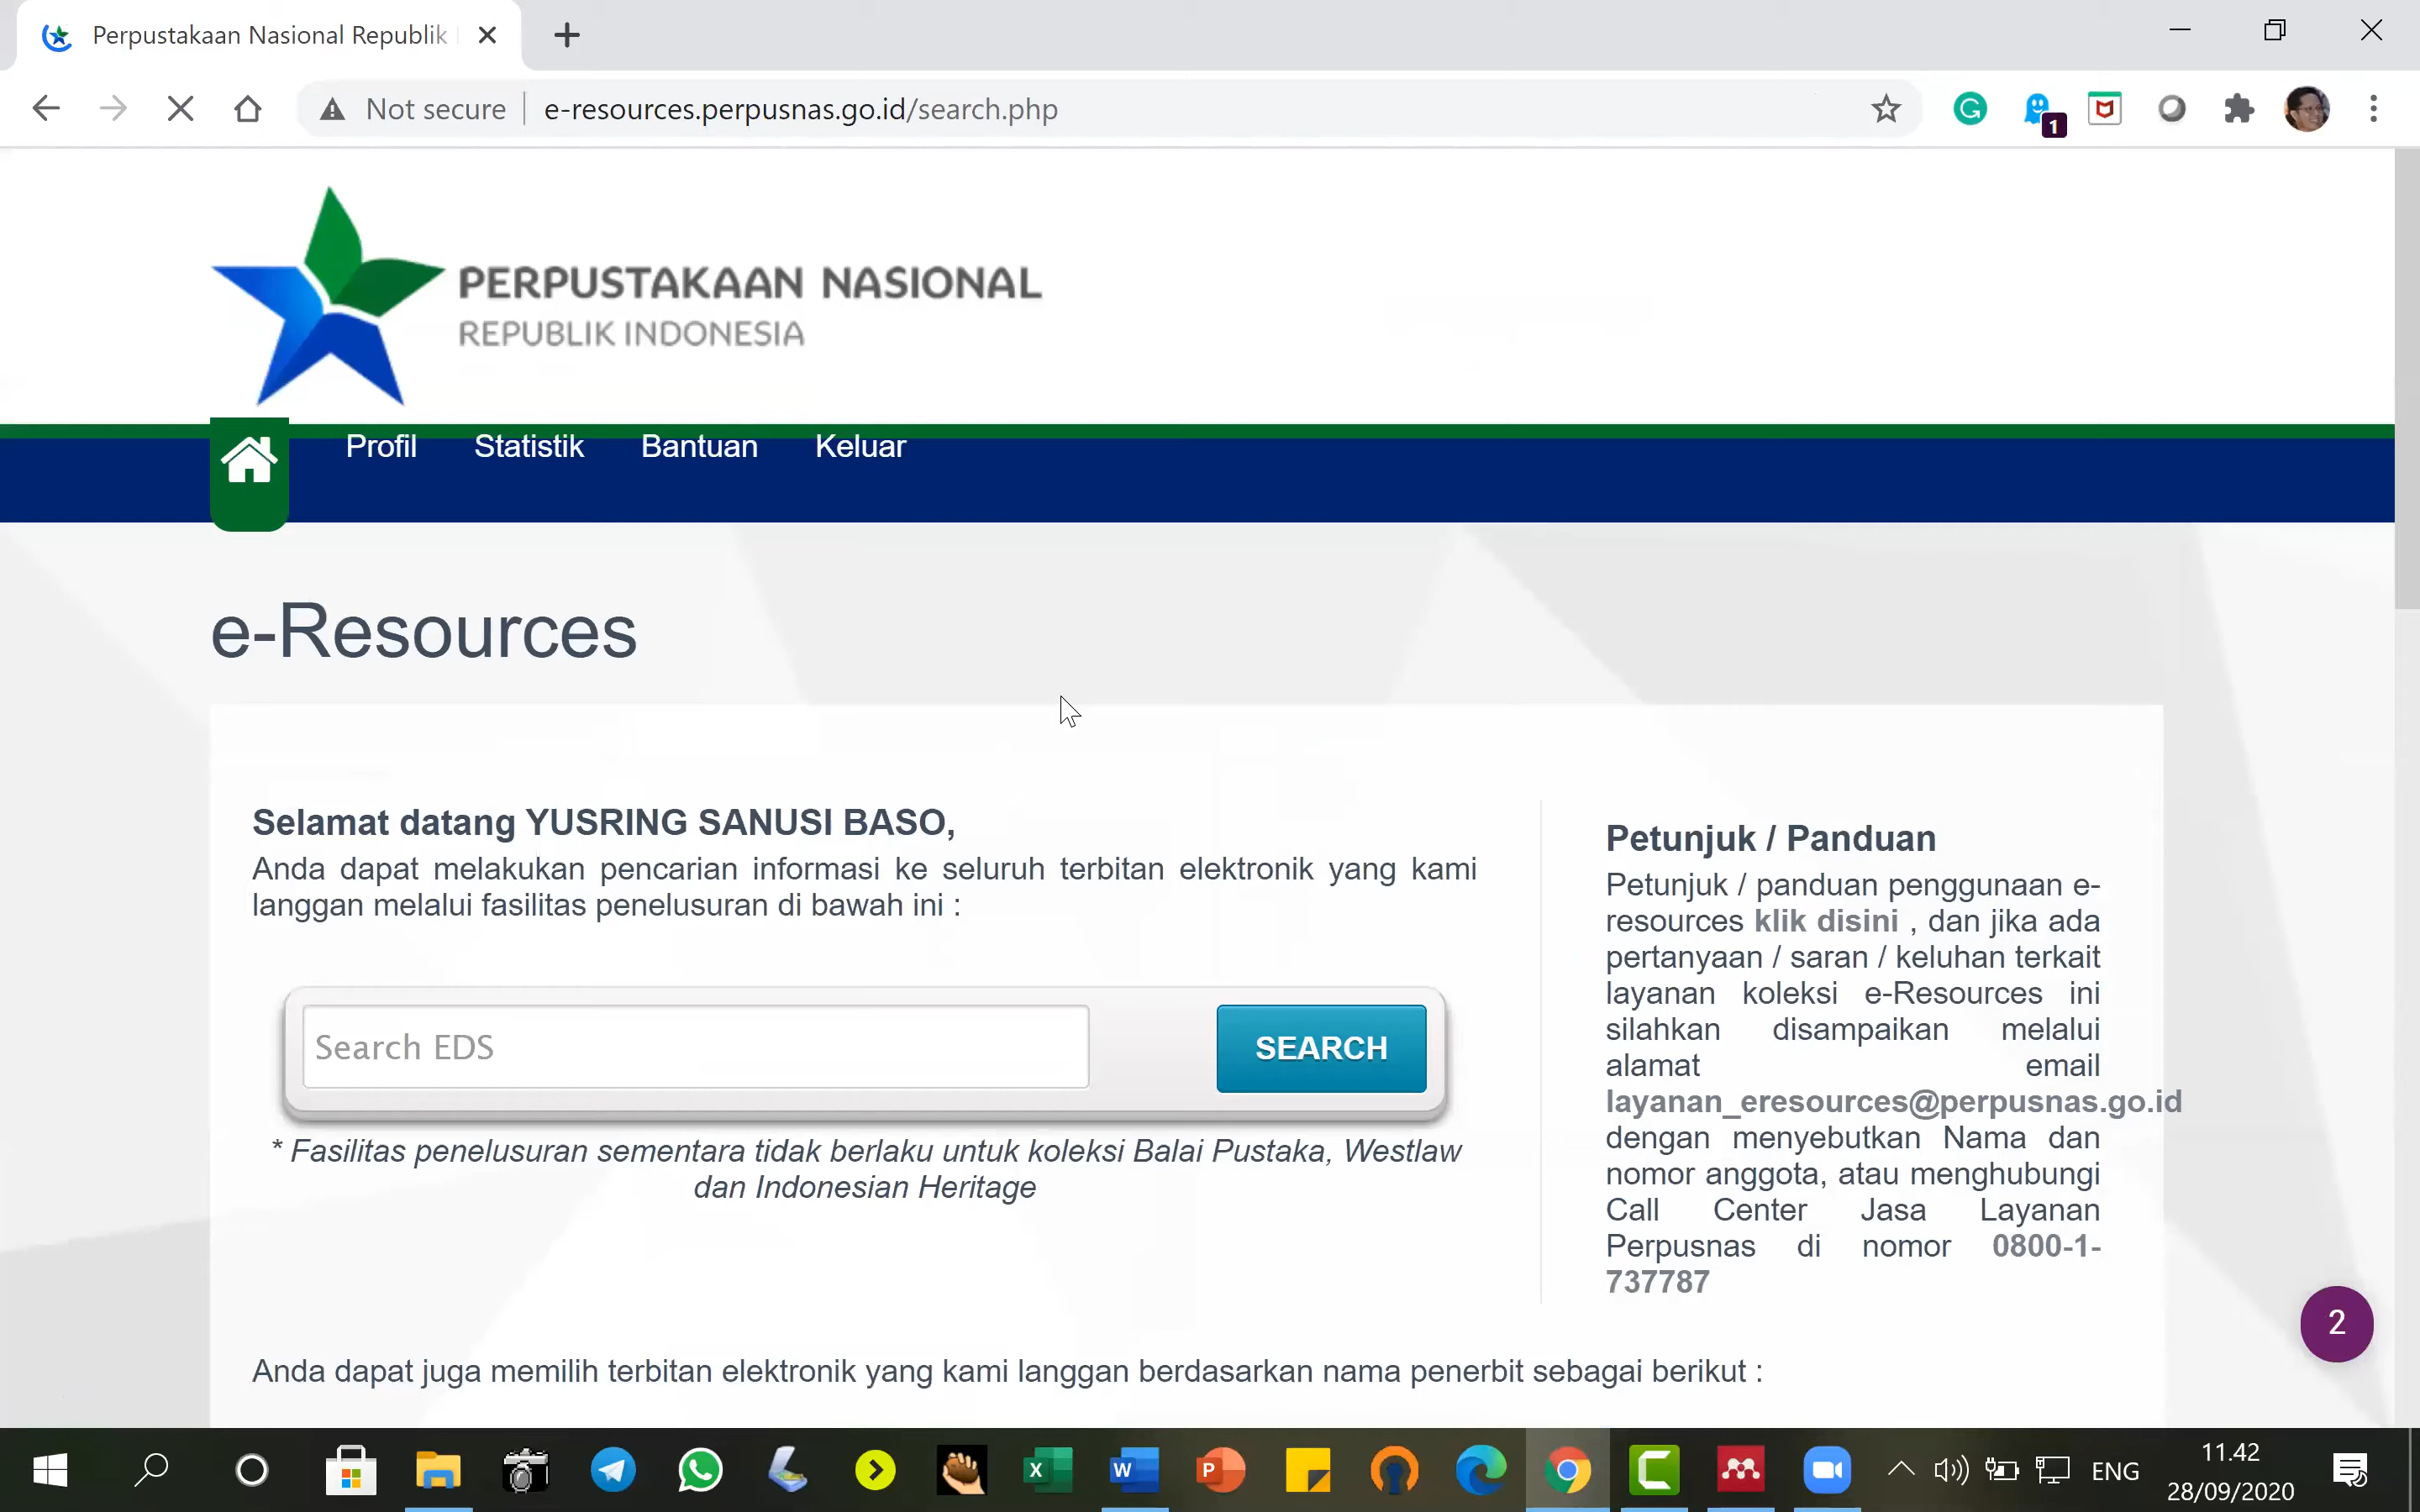 Perpustakaan Nasional Republik
Not secure
e-resources.perpusnas.go.id/search.php
1
PERPUSTAKAAN NASIONAL
REPUBLIK INDONESIA
Profil Statistik Bantuan Keluar
e-Resources
Selamat datang YUSRING SANUSI BASO,
Anda dapat melakukan pencarian informasi ke seluruh terbitan elektronik yang kami
langgan melalui fasilitas penelusuran di bawah ini :
Search EDS
SEARCH
* Fasilitas penelusuran sementara tidak berlaku untuk koleksi Balai Pustaka, Westlaw
dan Indonesian Heritage
Petunjuk / Panduan
Petunjuk / panduan penggunaan e-
resources klik disini , dan jika ada
pertanyaan / saran / keluhan terkait
layanan koleksi e-Resources ini
silahkan disampaikan melalui
alamat email
layanan_eresources@perpusnas.go.id
dengan menyebutkan Nama dan
nomor anggota, atau menghubungi
Call Center Jasa Layanan
Perpusnas di nomor 0800-1-
737787
2
Anda dapat juga memilih terbitan elektronik yang kami langgan berdasarkan nama penerbit sebagai berikut :
ENG
11.42
28/09/2020